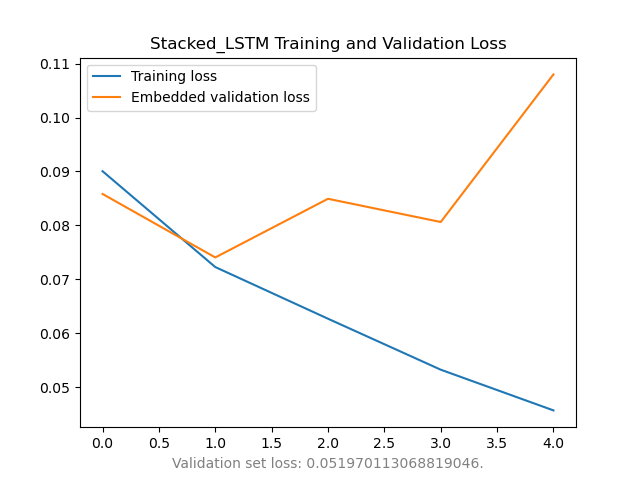 Stacked_LSTM Training and Validation Loss
0.11
0.10
0.09
0.08
0.07
0.06
0.05
Training loss
Embedded validation loss
0.0 0.5 1.0 1.5 2.0 2.5 3.0 3.5 4.0
Validation set loss: 0.051970113068819046.